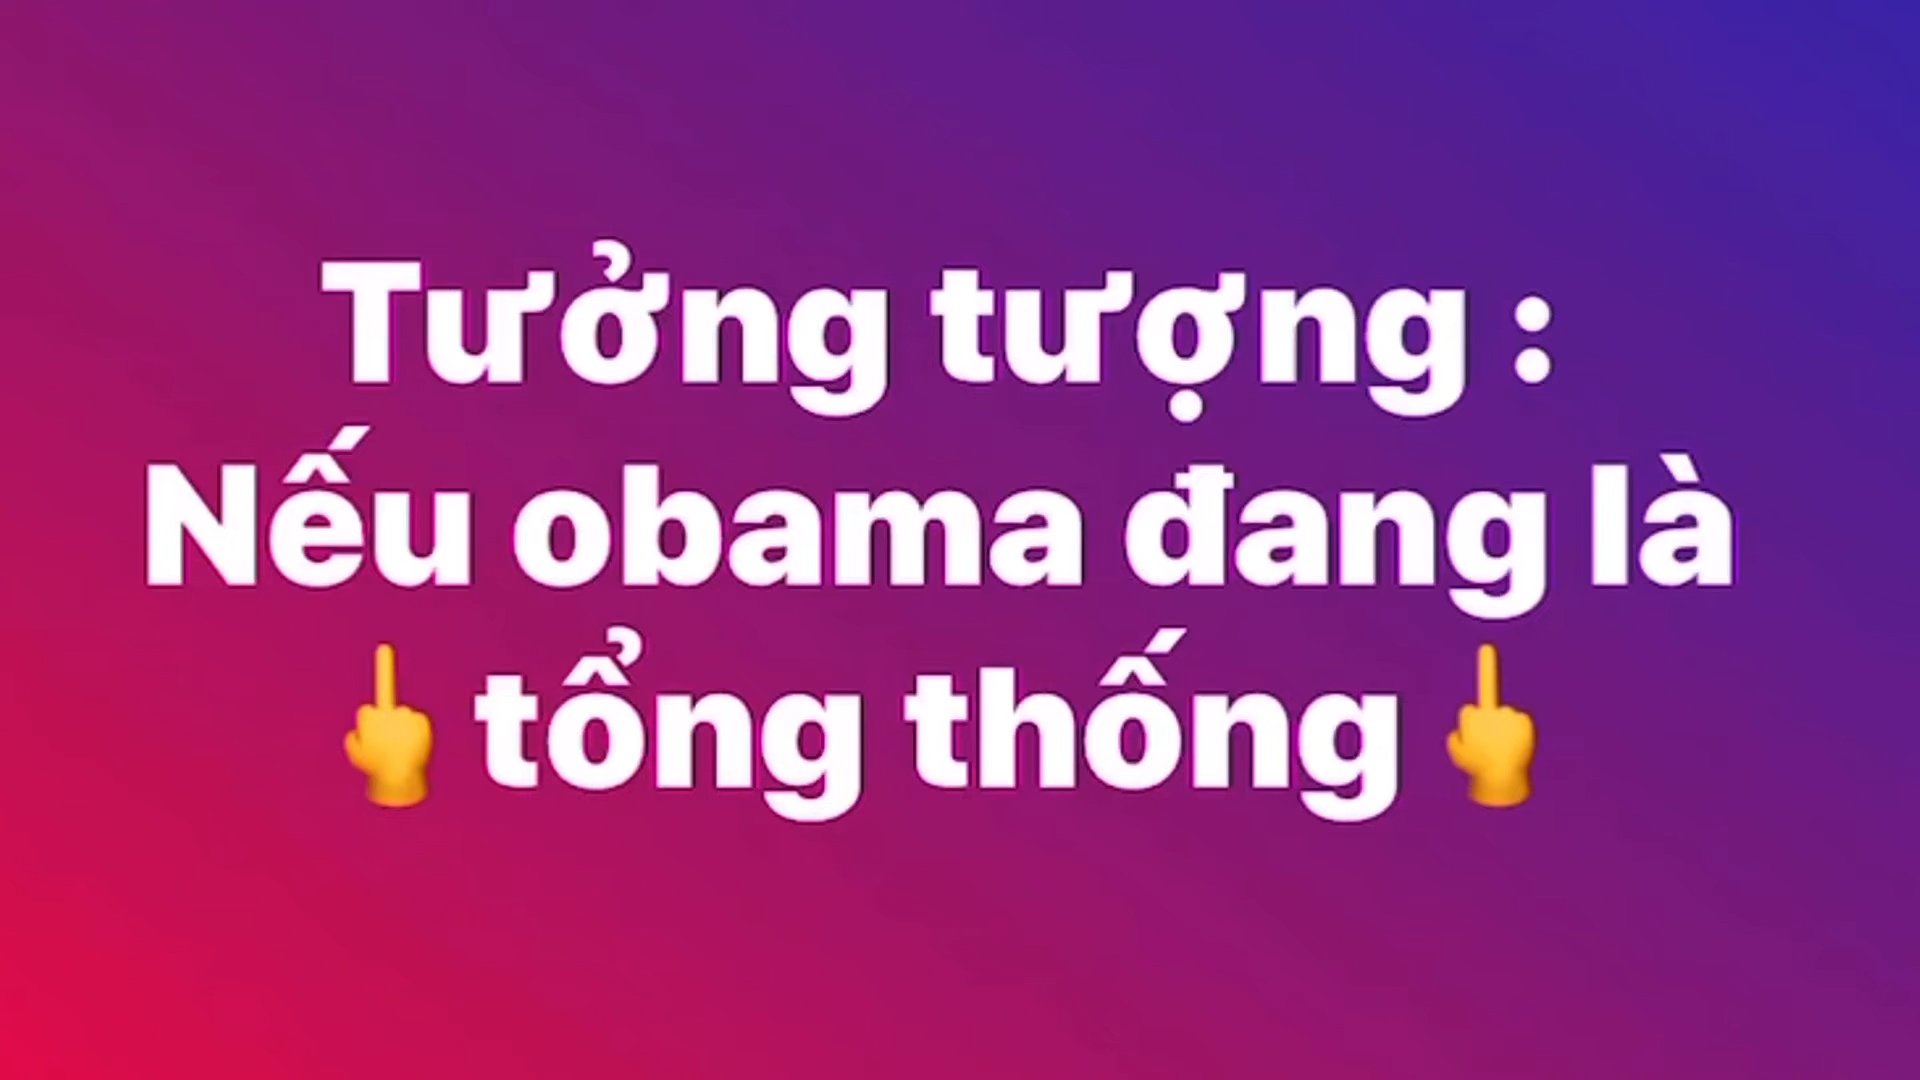 Tưởng tượng :
Nếu obama đang là
🖕tổng thống🖕